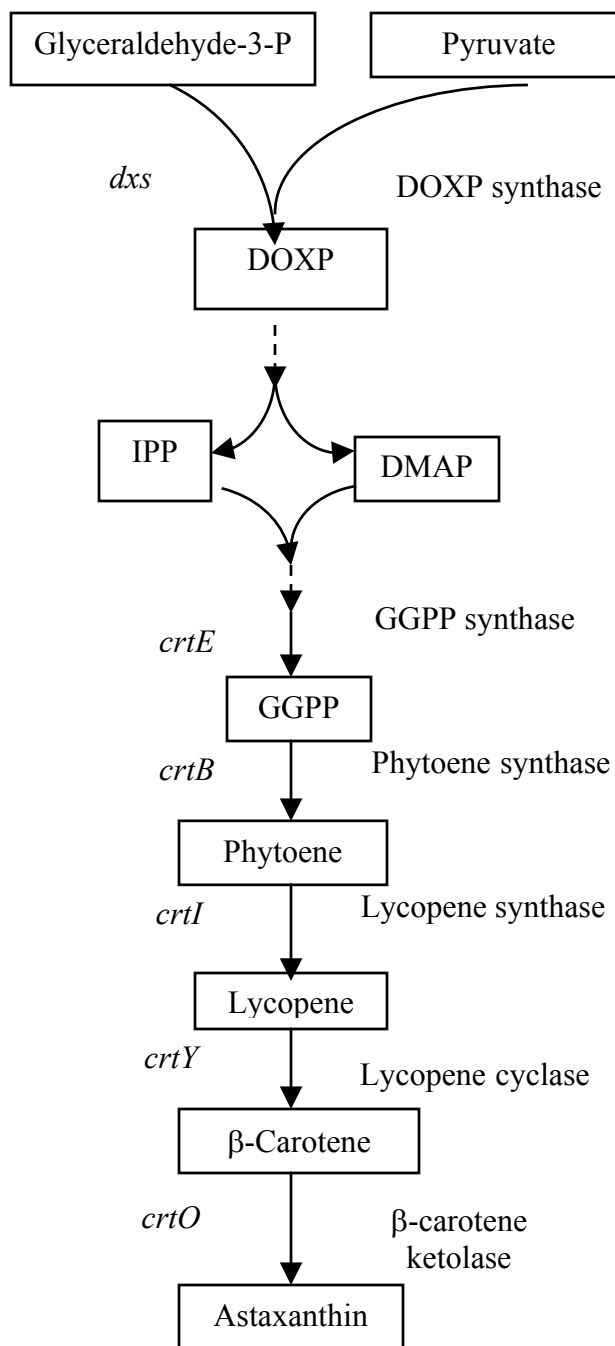 Glyceraldehyde-3-P
Pyruvate
dxs
DOXP synthase
DOXP
IPP
DMAP
GGPP synthase
crtE
GGPP
crtB
Phytoene synthase
Phytoene
crtI
Lycopene synthase
Lycopene
crtY
Lycopene cyclase
β-Carotene
crtO
β-carotene
ketolase
Astaxanthin